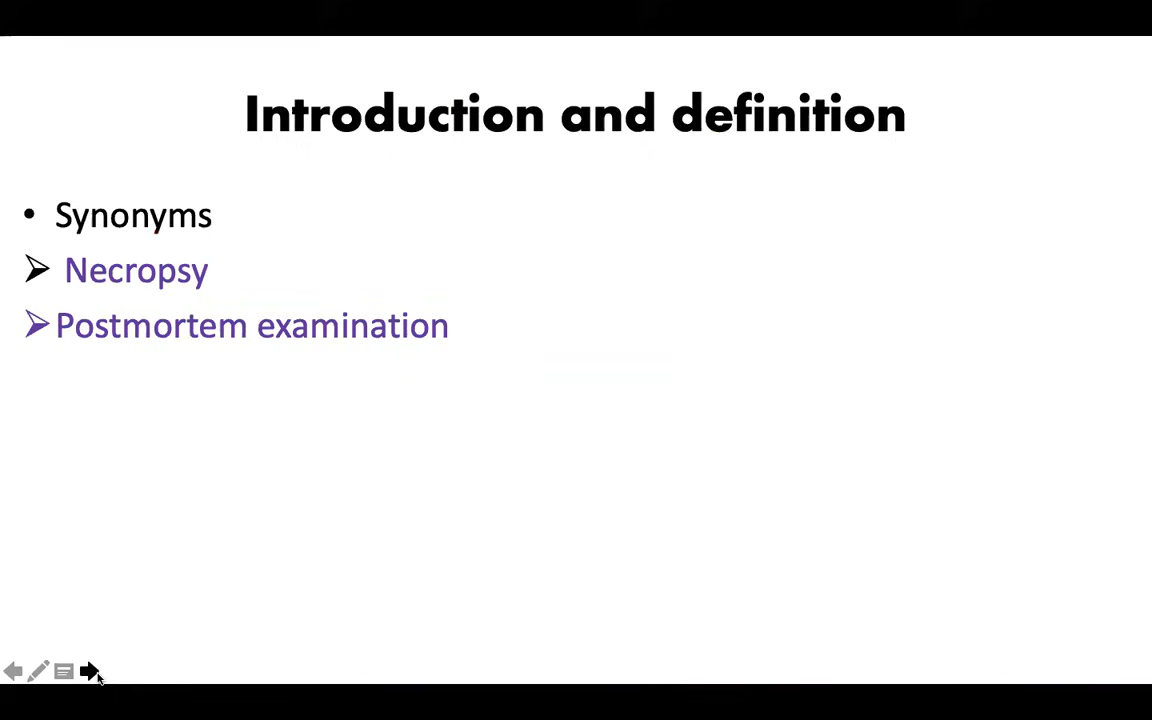 Introduction and definition
• Synonyms
➢ Necropsy
➢Postmortem examination